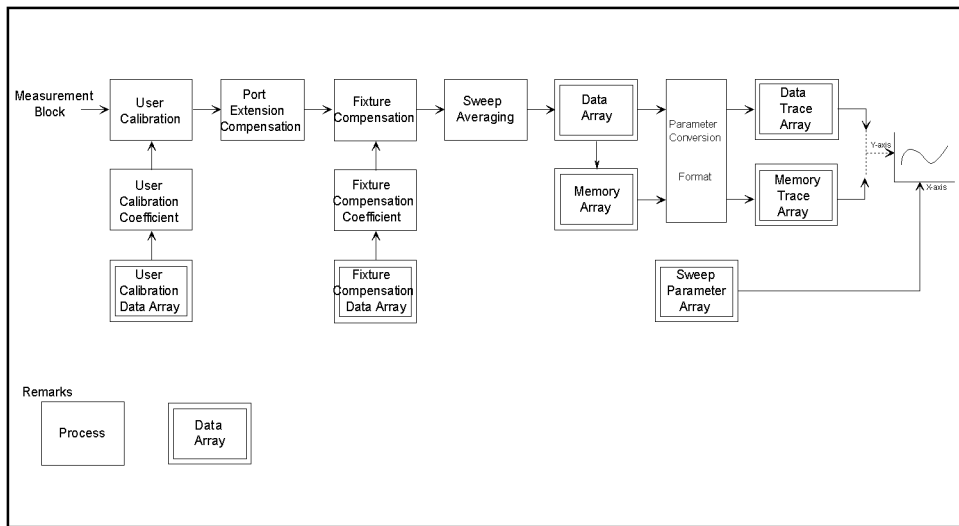 Measurement
Block
User
Calibration
Port
Extension
Compensation
Fixture
Compensation
Sweep
Averaging
Data
Array
Parameter
Conversion
Format
Data
Trace
Array
Y-axis
X-axis
User
Calibration
Coefficient
Fixture
Compensation
Coefficient
Memory
Array
Memory
Trace
Array
User
Calibration
Data Array
Fixture
Compensation
Data Array
Sweep
Parameter
Array
Remarks
Process
Data
Array